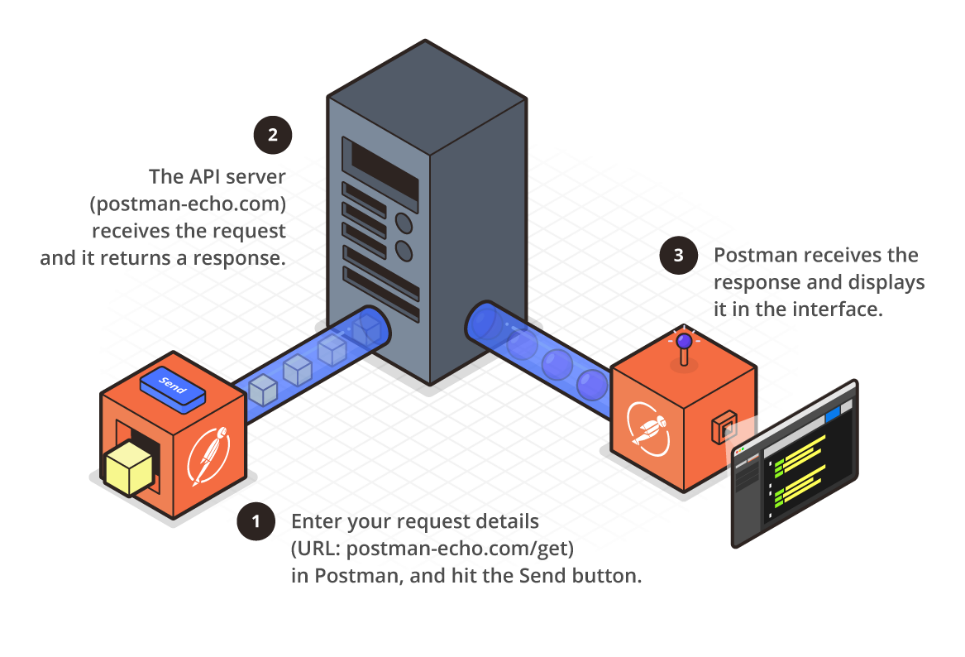 2
The API server
(postman-echo.com)
receives the request
and it returns a response.
3
Postman receives the
response and displays
it in the interface.
Send
1
Enter your request details
(URL: postman-echo.com/get)
in Postman, and hit the Send button.